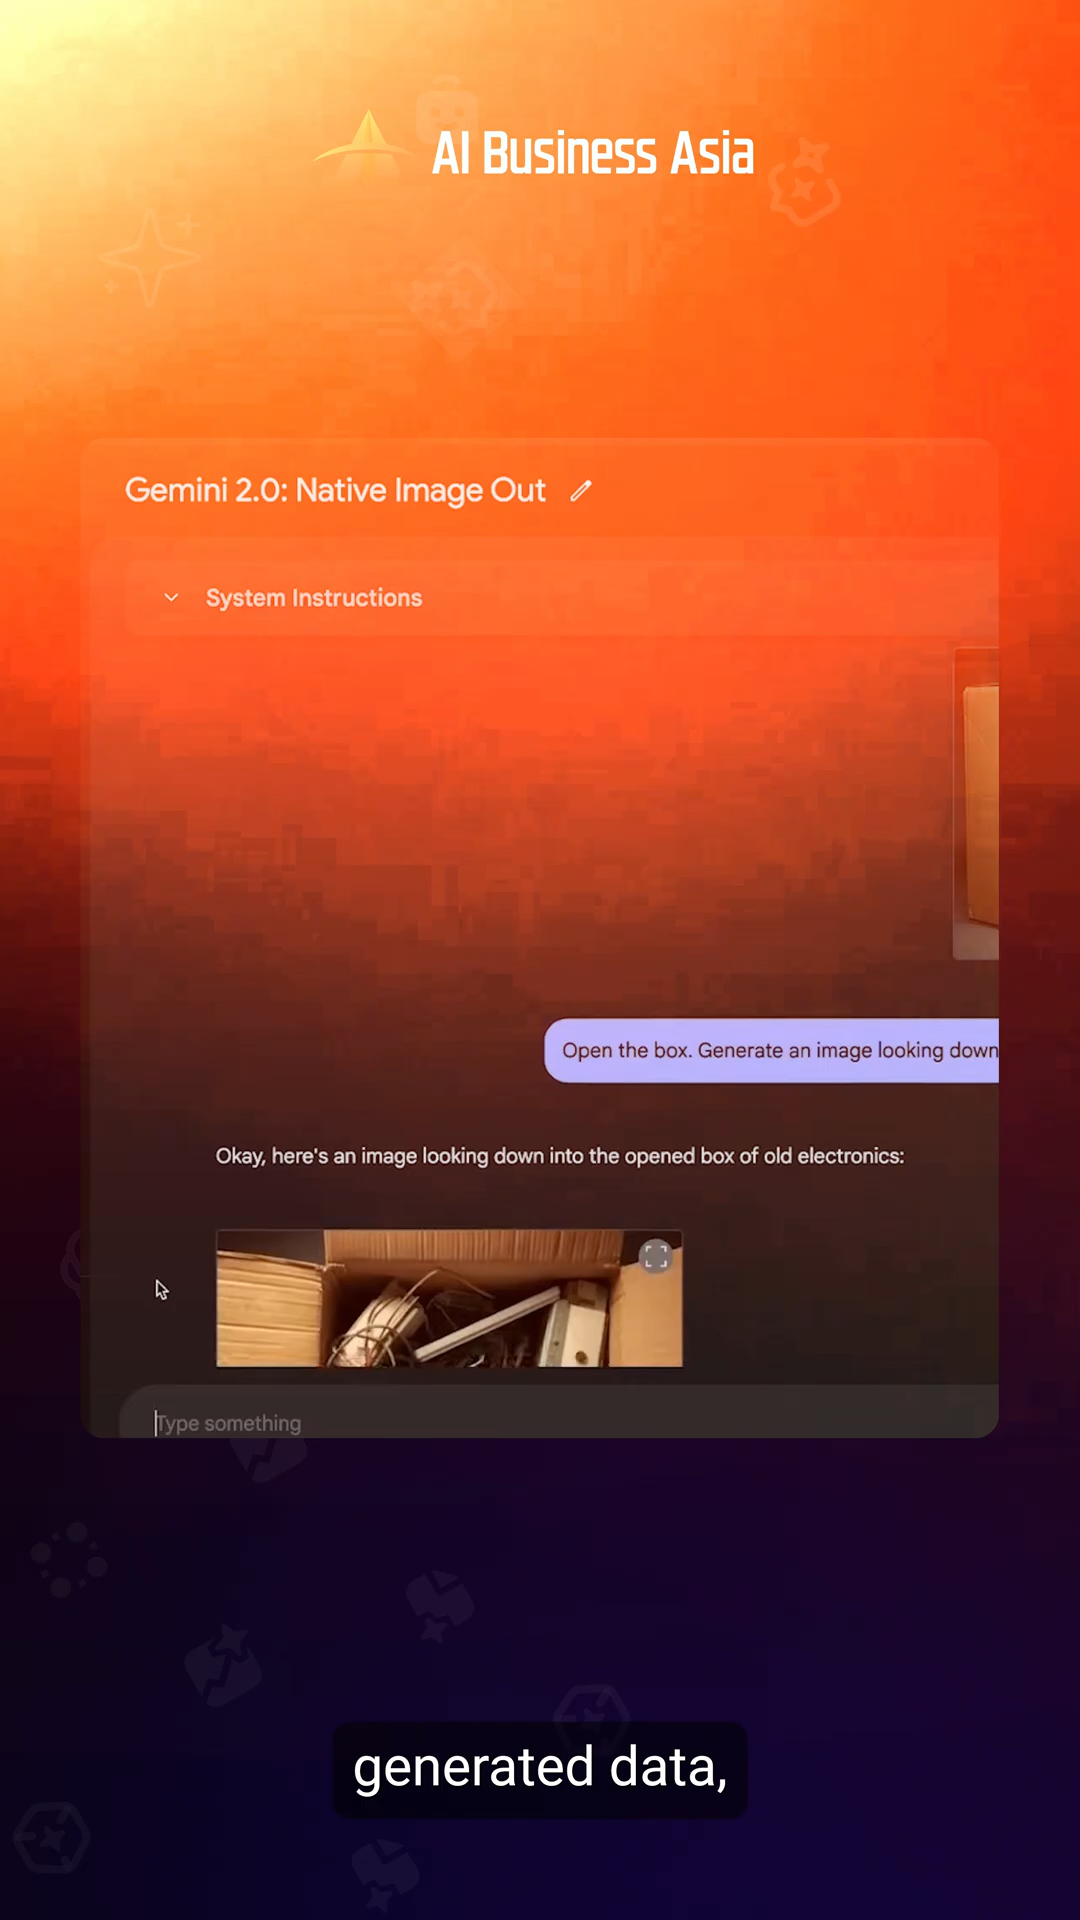 AI Business Asia
Gemini 2.0: Native Image Out
System Instructions
Open the box. Generate an image looking down
Okay, here's an image looking down into the opened box of old electronics:
Type something
generated data,